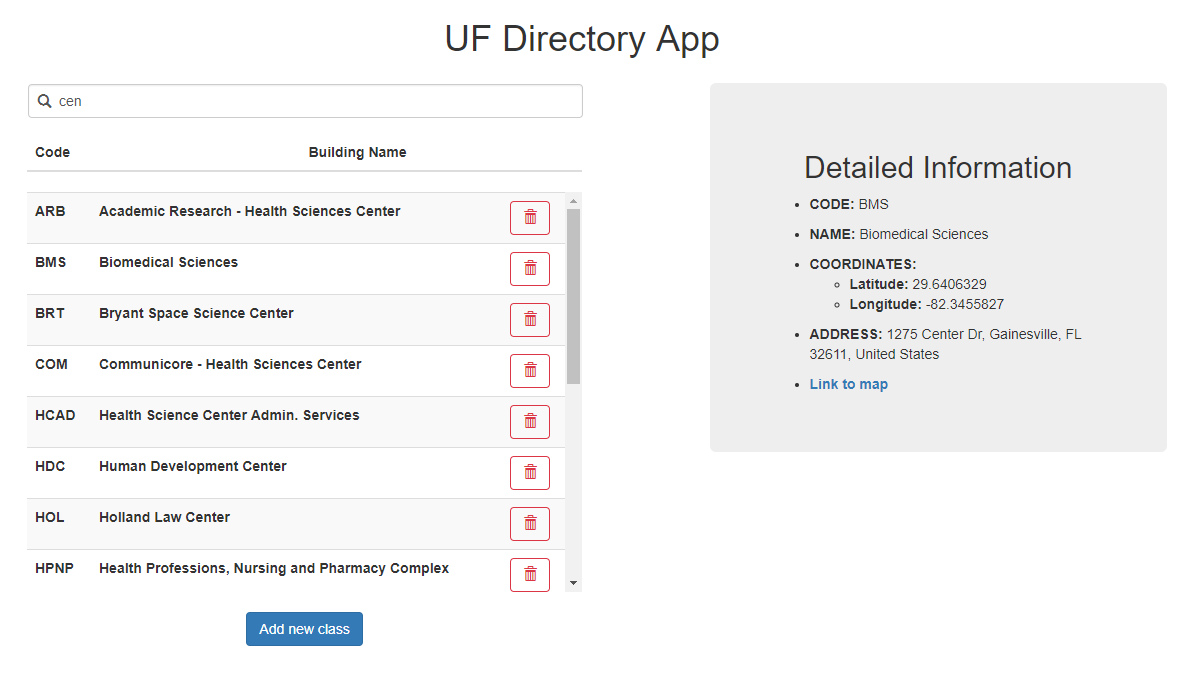 UF Directory App
cen
Code Building Name
ARB Academic Research - Health Sciences Center
BMS Biomedical Sciences
BRT Bryant Space Science Center
COM Communicore - Health Sciences Center
HCAD Health Science Center Admin. Services
HDC Human Development Center
HOL Holland Law Center
HPNP Health Professions, Nursing and Pharmacy Complex
Add new class
Detailed Information
CODE: BMS
NAME: Biomedical Sciences
COORDINATES:
Latitude: 29.6406329
Longitude: -82.3455827
ADDRESS: 1275 Center Dr, Gainesville, FL
32611, United States
Link to map